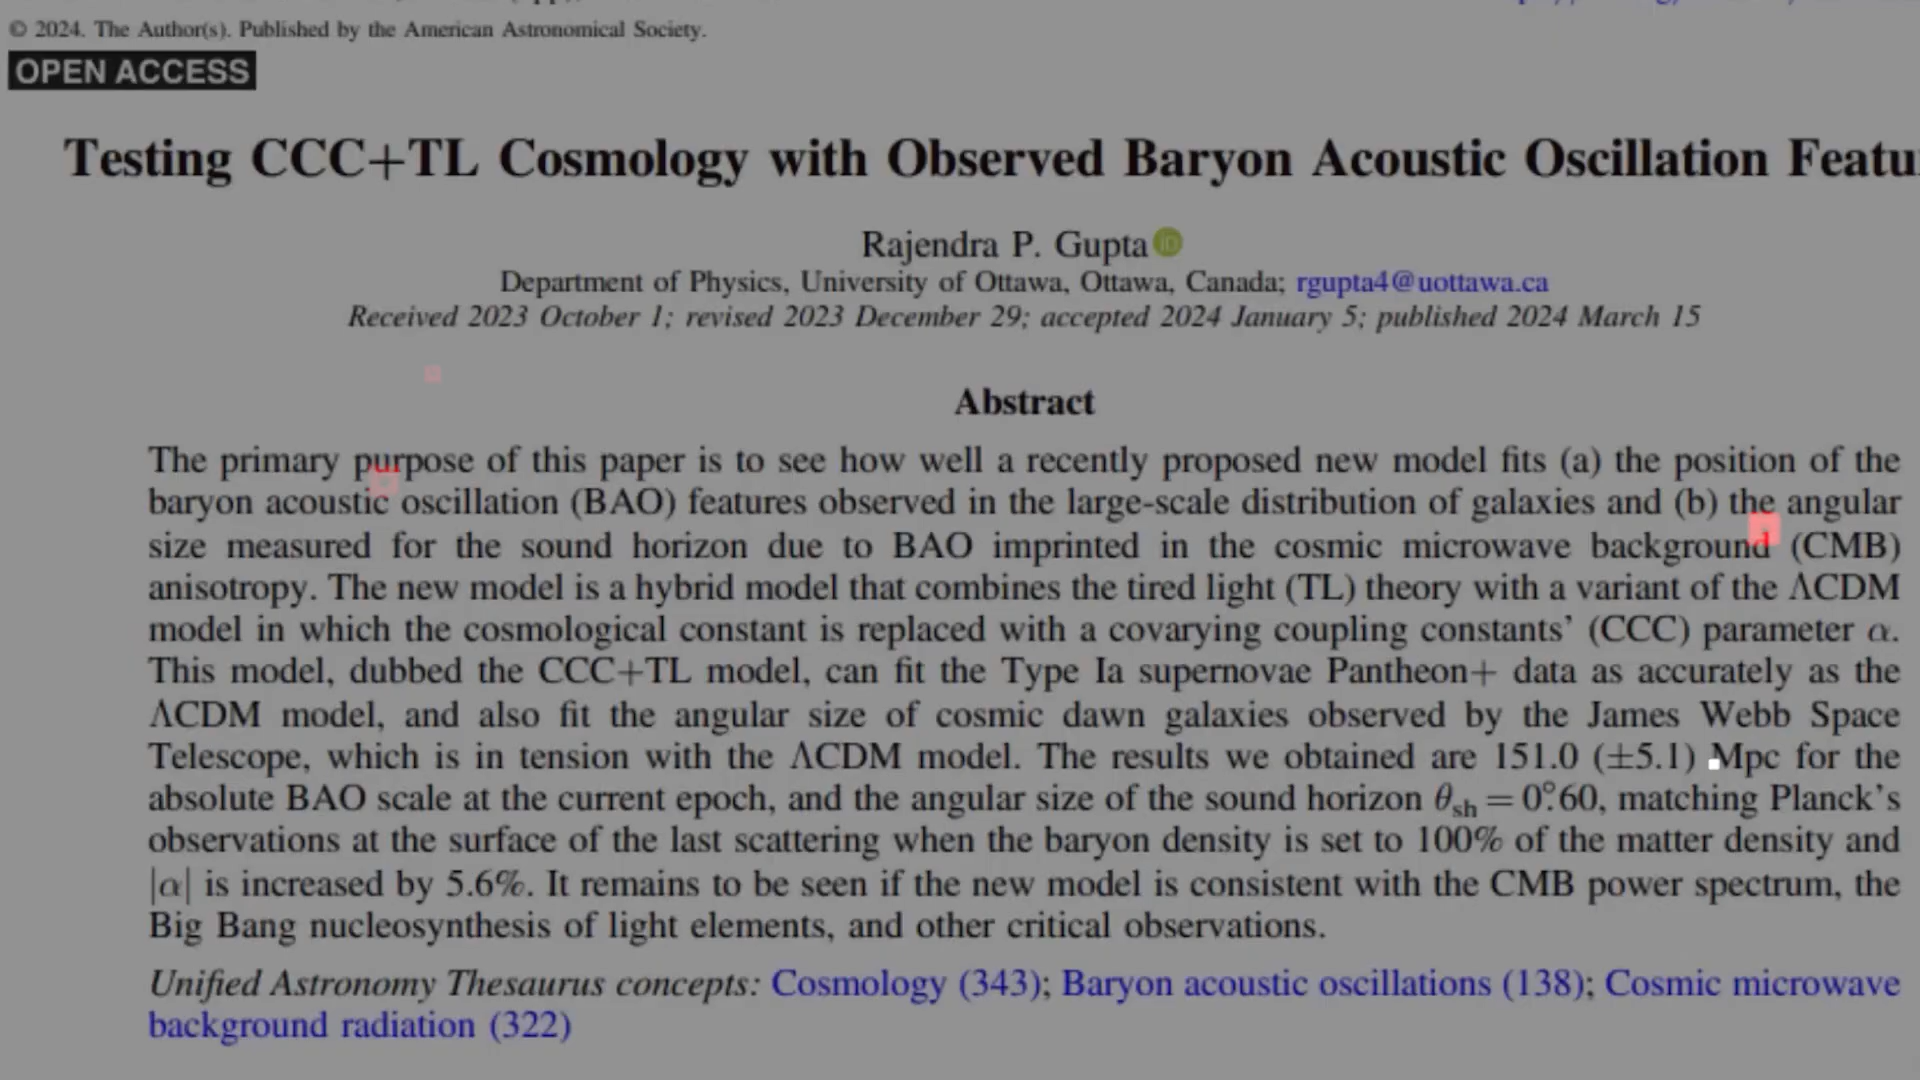 © 2024. The Author(s). Published by the American Astronomical Society.
OPEN ACCESS
Testing CCC+TL Cosmology with Observed Baryon Acoustic Oscillation Featu
Rajendra P. Gupta
Department of Physics, University of Ottawa, Ottawa, Canada; rgupta4@uottawa.ca
Received 2023 October 1; revised 2023 December 29; accepted 2024 January 5; published 2024 March 15
Abstract
The primary purpose of this paper is to see how well a recently proposed new model fits (a) the position of the
baryon acoustic oscillation (BAO) features observed in the large-scale distribution of galaxies and (b) the angular
size measured for the sound horizon due to BAO imprinted in the cosmic microwave background (CMB)
anisotropy. The new model is a hybrid model that combines the tired light (TL) theory with a variant of the ΛCDM
model in which the cosmological constant is replaced with a covarying coupling constants’ (CCC) parameter α.
This model, dubbed the CCC+TL model, can fit the Type Ia supernovae Pantheon+ data as accurately as the
ΛCDM model, and also fit the angular size of cosmic dawn galaxies observed by the James Webb Space
Telescope, which is in tension with the ΛCDM model. The results we obtained are 151.0 (±5.1) Mpc for the
absolute BAO scale at the current epoch, and the angular size of the sound horizon θsh = 0°.60, matching Planck’s
observations at the surface of the last scattering when the baryon density is set to 100% of the matter density and
|α| is increased by 5.6%. It remains to be seen if the new model is consistent with the CMB power spectrum, the
Big Bang nucleosynthesis of light elements, and other critical observations.
Unified Astronomy Thesaurus concepts: Cosmology (343); Baryon acoustic oscillations (138); Cosmic microwave
background radiation (322)